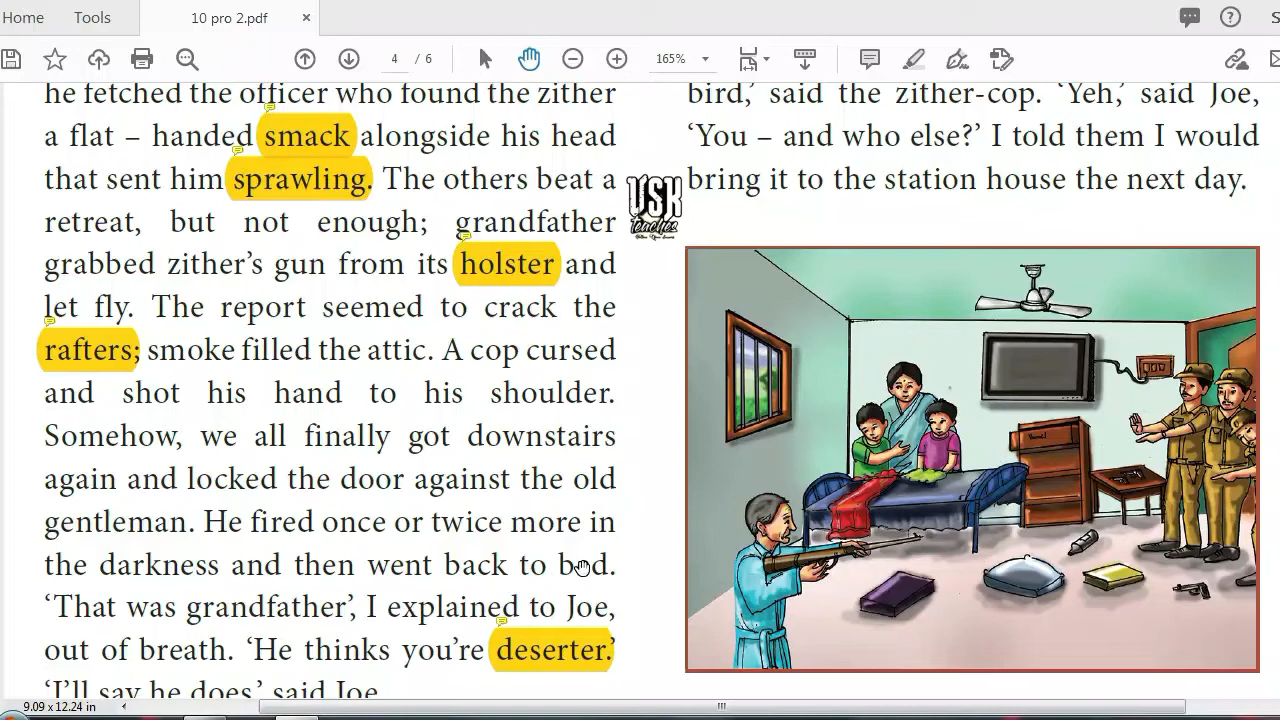 Home
Tools
10 pro 2.pdf
×
4 / 6
165%
he fetched the officer who found the zither
a flat – handed smack alongside his head
that sent him sprawling. The others beat a
retreat, but not enough; grandfather
grabbed zither’s gun from its holster and
let fly. The report seemed to crack the
rafters; smoke filled the attic. A cop cursed
and shot his hand to his shoulder.
Somehow, we all finally got downstairs
again and locked the door against the old
gentleman. He fired once or twice more in
the darkness and then went back to bed.
‘That was grandfather’, I explained to Joe,
out of breath. ‘He thinks you’re deserter.’
‘I’ll say he does,’ said Joe.
bird,’ said the zither-cop. ‘Yeh,’ said Joe,
‘You – and who else?’ I told them I would
bring it to the station house the next day.
VSK
teaches
9.09 x 12.24 in